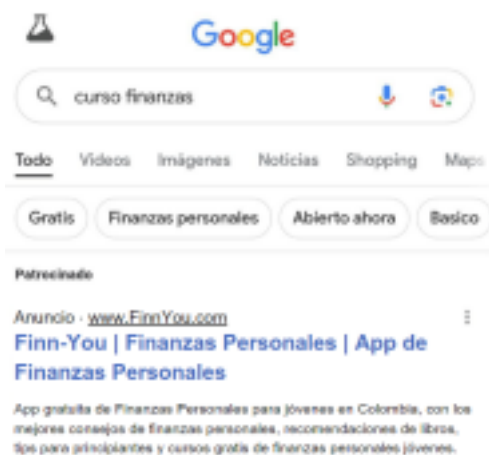 Google
curso finanzas
Todo Videos Imágenes Noticias Shopping Maps
Gratis Finanzas personales Abierto ahora Basico
Patrocinado
Anuncio · www.FinnYou.com
Finn-You | Finanzas Personales | App de
Finanzas Personales
App gratuita de Finanzas Personales para jóvenes en Colombia, con los
mejores consejos de finanzas personales, recomendaciones de libros,
tips para principiantes y cursos gratis de finanzas personales jóvenes.